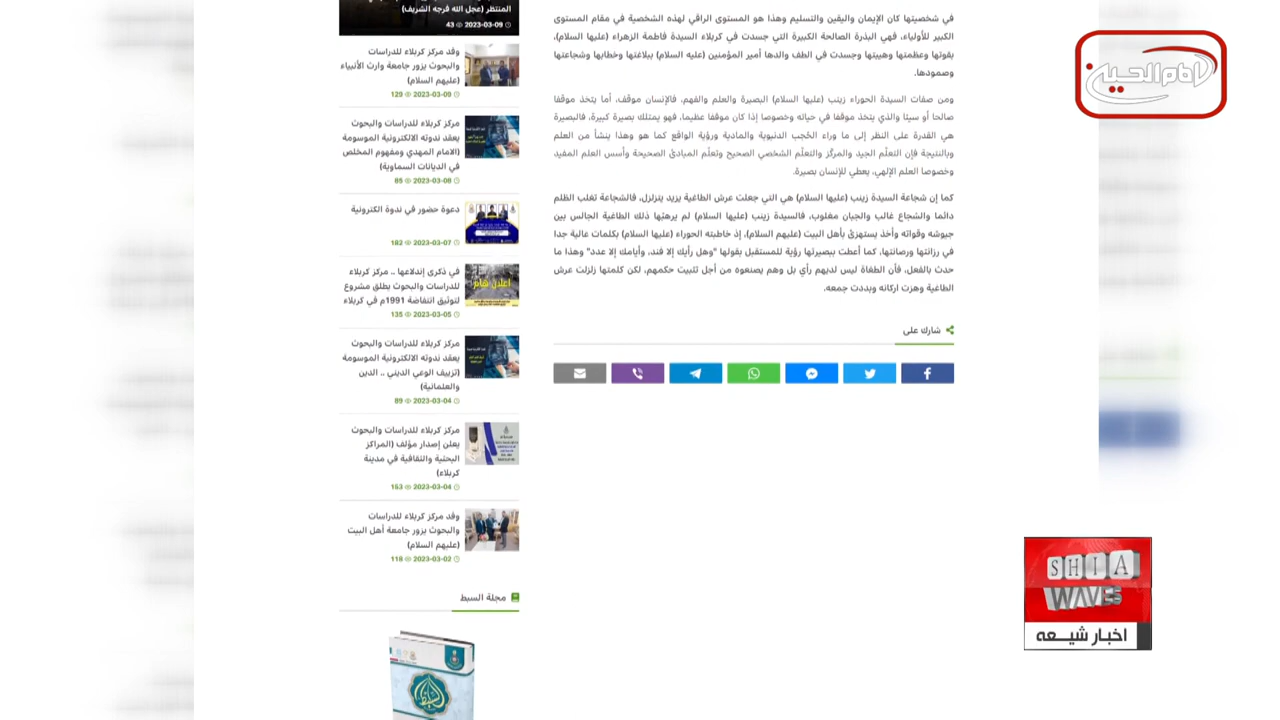 في شخصيتها كان الإيمان واليقين والتسليم وهذا هو المستوى الراقي لهذه الشخصية في مقام المستوى
الكبير للأولياء، فهي البذرة الصالحة الكبيرة التي جسدت في كربلاء السيدة فاطمة الزهراء (عليها السلام)،
بقوتها وعظمتها وهيبتها وجسدت في الطف والدها أمير المؤمنين (عليه السلام) ببلاغتها وخطابها وشجاعتها
وصمودها.
ومن صفات السيدة الحوراء زينب (عليها السلام) البصيرة والعلم والفهم، فالإنسان موقف، أما يتخذ موقفا
صالحا أو سيئا والذي يتخذ موقفا في حياته وخصوصا إذا كان موقفا عظيما، فهو يمتلك بصيرة كبيرة، فالبصيرة
هي القدرة على النظر إلى ما وراء الحُجب الدنيوية والمادية ورؤية الواقع كما هو وهذا ينشأ من العلم
وبالنتيجة فإن التعلّم الجيد والمركّز والتعلّم الشخصي الصحيح وتعلّم المبادئ الصحيحة وأسس العلم المفيد
وخصوصا العلم الإلهي، يعطي للإنسان بصيرة.
كما إن شجاعة السيدة زينب (عليها السلام) هي التي جعلت عرش الطاغية يزيد يتزلزل، فالشجاعة تغلب الظلم
دائما والشجاع غالب والجبان مغلوب، فالسيدة زينب (عليها السلام) لم يرهبّها ذلك الطاغية الجالس بين
جيوشه وقواته وأخذ يستهزئ بأهل البيت (عليهم السلام)، إذ خاطبته الحوراء (عليها السلام) بكلمات عالية جدا
في رزانتها ورصانتها، كما أعطت ببصيرتها رؤية للمستقبل بقولها "وهل رأيك إلا فند، وأيامك إلا عدد" وهذا ما
حدث بالفعل، فأن الطغاة ليس لديهم رأي بل وهم يصنعوه من أجل تثبيت حكمهم، لكن كلمتها زلزلت عرش
الطاغية وهزت اركانه وبددت جمعه.
شارك على
المنتظر (عجل الله فرجه الشريف)
2023-03-09 43
وفد مركز كربلاء للدراسات
والبحوث يزور جامعة وارث الأنبياء
(عليهم السلام)
2023-03-09 129
مركز كربلاء للدراسات والبحوث
يعقد ندوته الالكترونية الموسومة
(الامام المهدي ومفهوم المخلص
في الديانات السماوية)
2023-03-08 85
دعوة حضور في ندوة الكترونية
2023-03-07 182
في ذكرى إندلاعها .. مركز كربلاء
للدراسات والبحوث يطلق مشروع
لتوثيق انتفاضة 1991م في كربلاء
اعلان هام
2023-03-05 135
مركز كربلاء للدراسات والبحوث
يعقد ندوته الالكترونية الموسومة
(تزييف الوعي الديني .. الدين
والعلمانية)
2023-03-04 89
مركز كربلاء للدراسات والبحوث
يعلن إصدار مؤلف (المراكز
البحثية والثقافية في مدينة
كربلاء)
2023-03-04 153
وفد مركز كربلاء للدراسات
والبحوث يزور جامعة أهل البيت
(عليهم السلام)
2023-03-02 118
مجلة السبط
السبط
SHIA
WAVES
اخبار شیعه